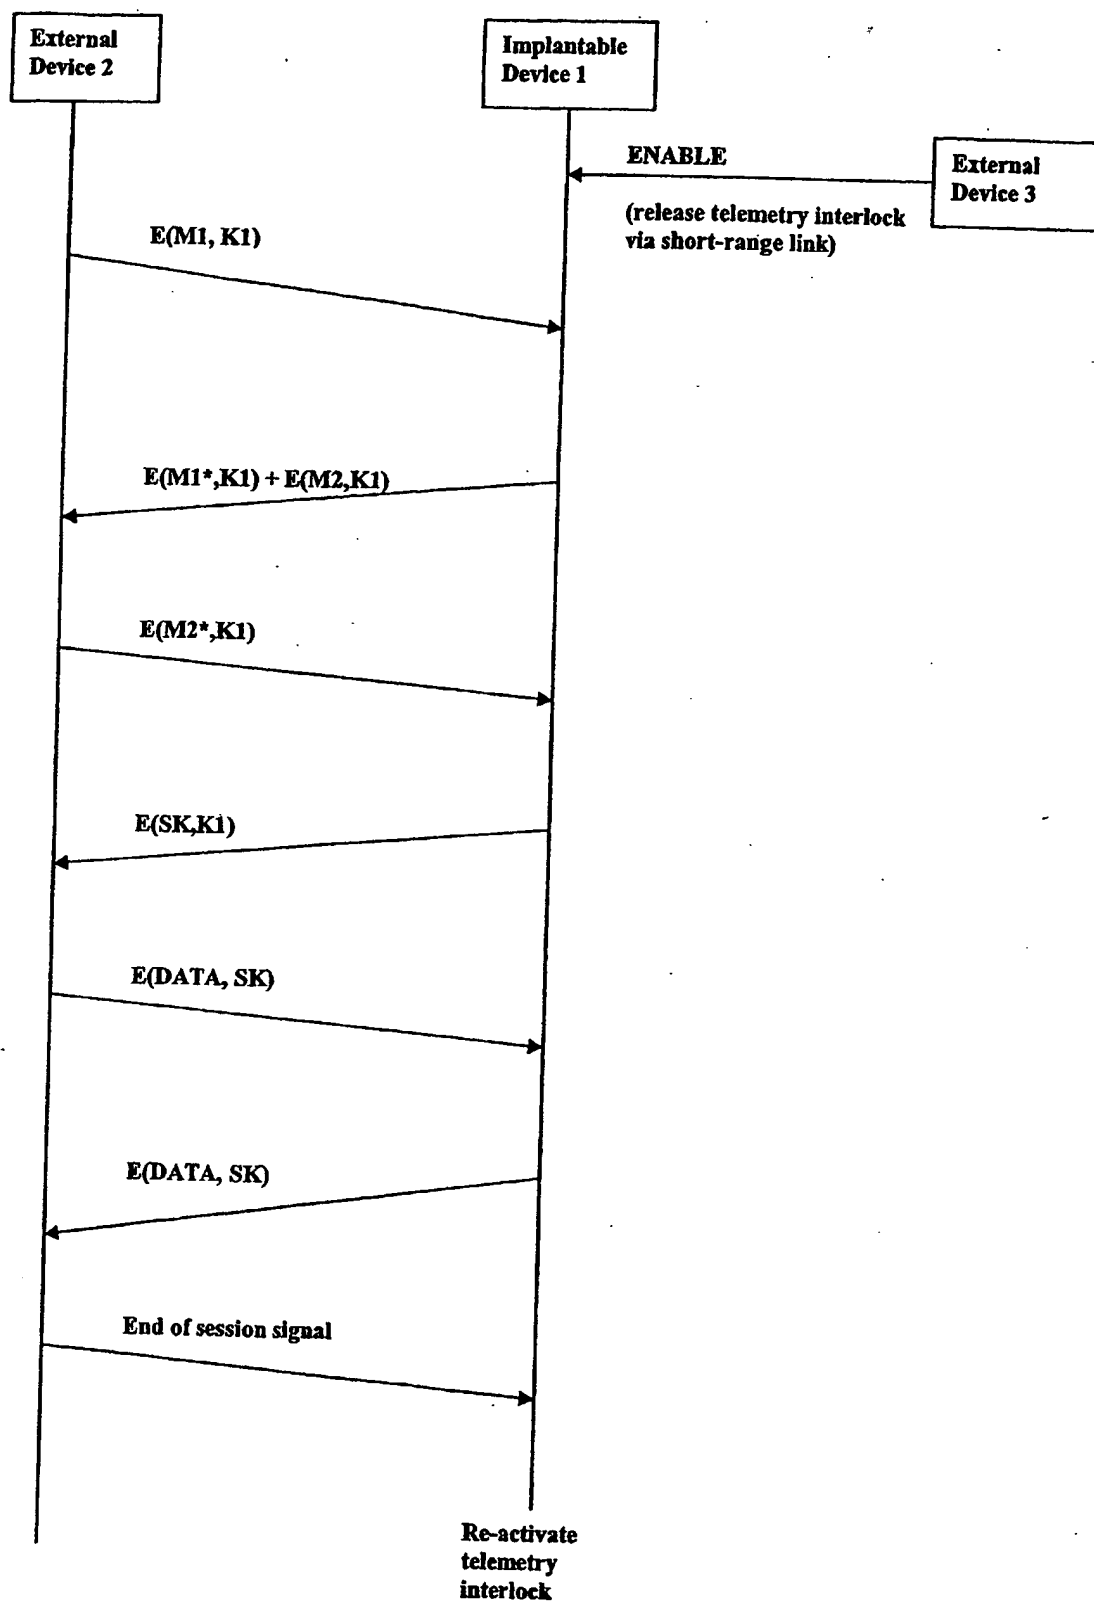 External
Device 2
Implantable
Device 1
ENABLE
External
Device 3
(release telemetry interlock
via short-range link)
E(M1, K1)
E(M1*,K1) + E(M2,K1)
E(M2*,K1)
E(SK,K1)
E(DATA, SK)
E(DATA, SK)
End of session signal
Re-activate
telemetry
interlock